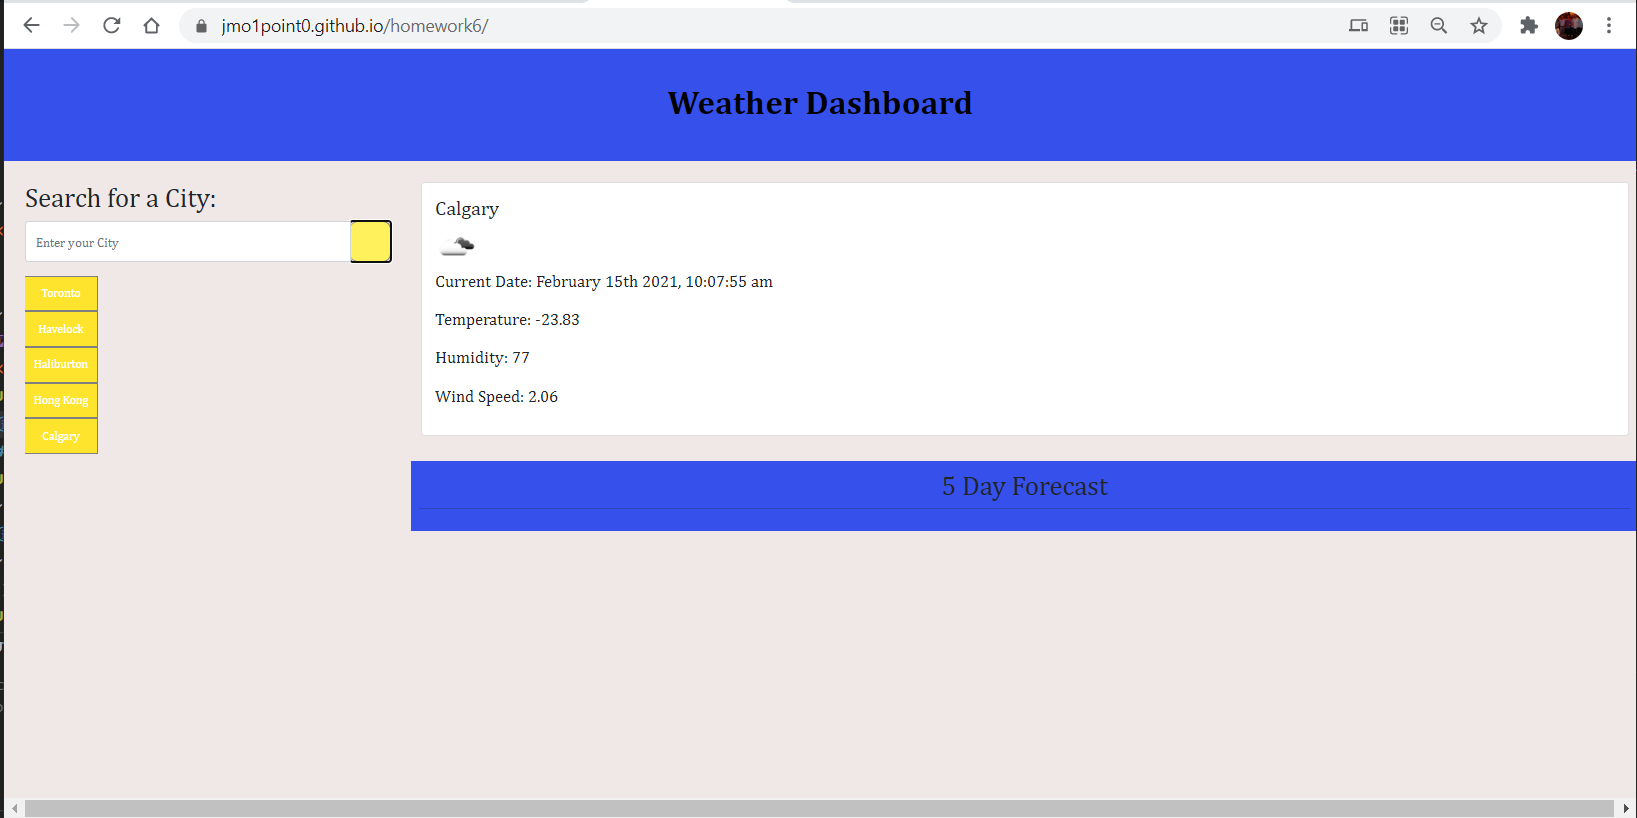 jmo1point0.github.io/homework6/
Weather Dashboard
Search for a City:
Enter your City
Toronto
Havelock
Haliburton
Hong Kong
Calgary
Calgary
Current Date: February 15th 2021, 10:07:55 am
Temperature: -23.83
Humidity: 77
Wind Speed: 2.06
5 Day Forecast